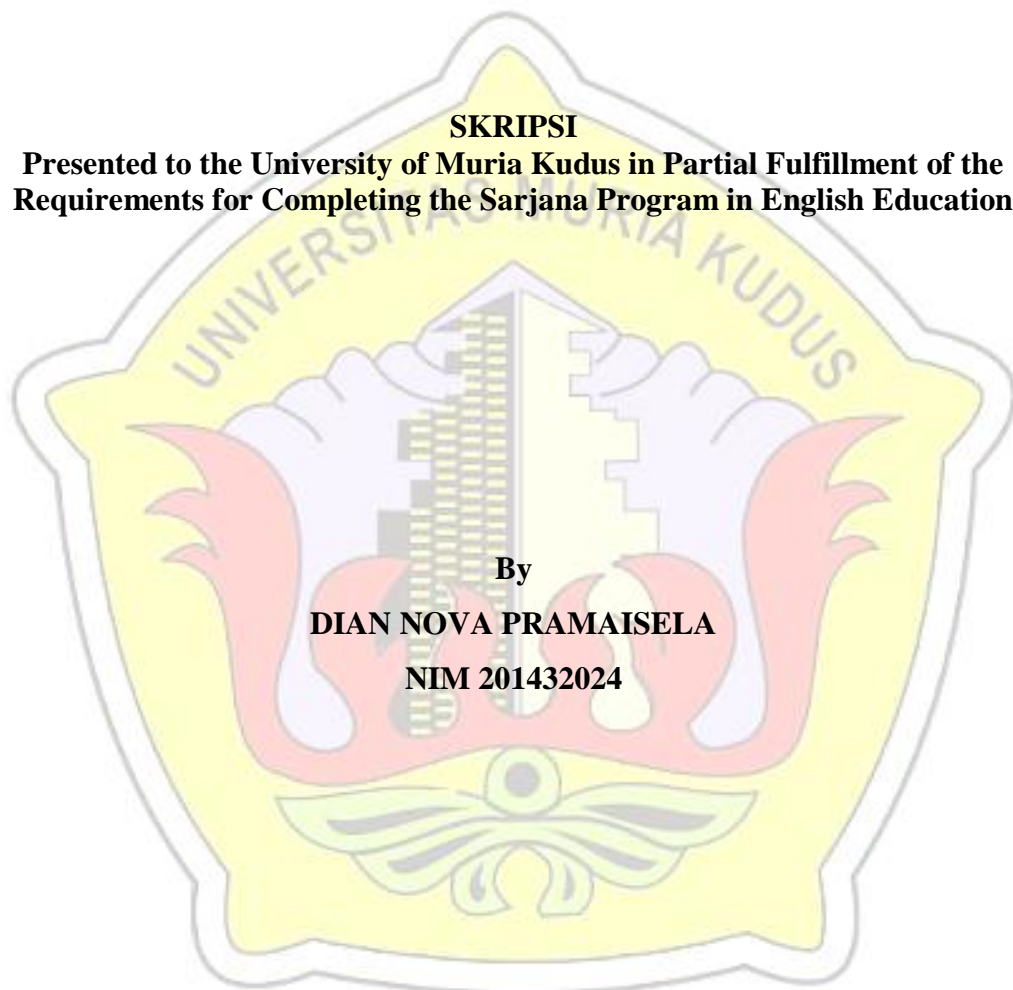 SKRIPSI
Presented to the University of Muria Kudus in Partial Fulfillment of the
Requirements for Completing the Sarjana Program in English Education
UNIVERSITAS MURIA KUDUS
By
DIAN NOVA PRAMAISELA
NIM 201432024